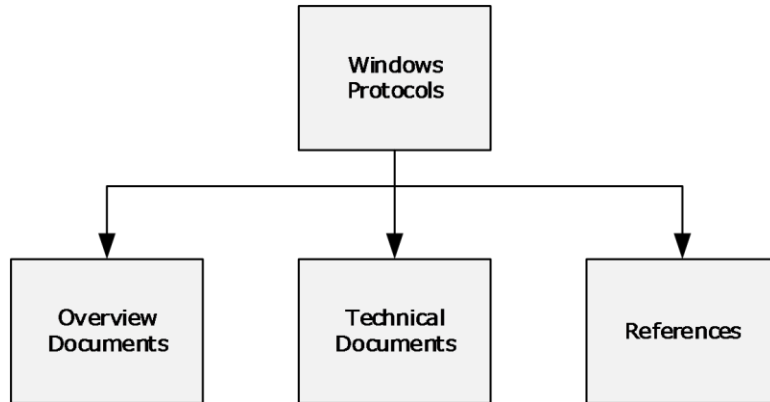 Windows
Protocols
Overview
Documents
Technical
Documents
References